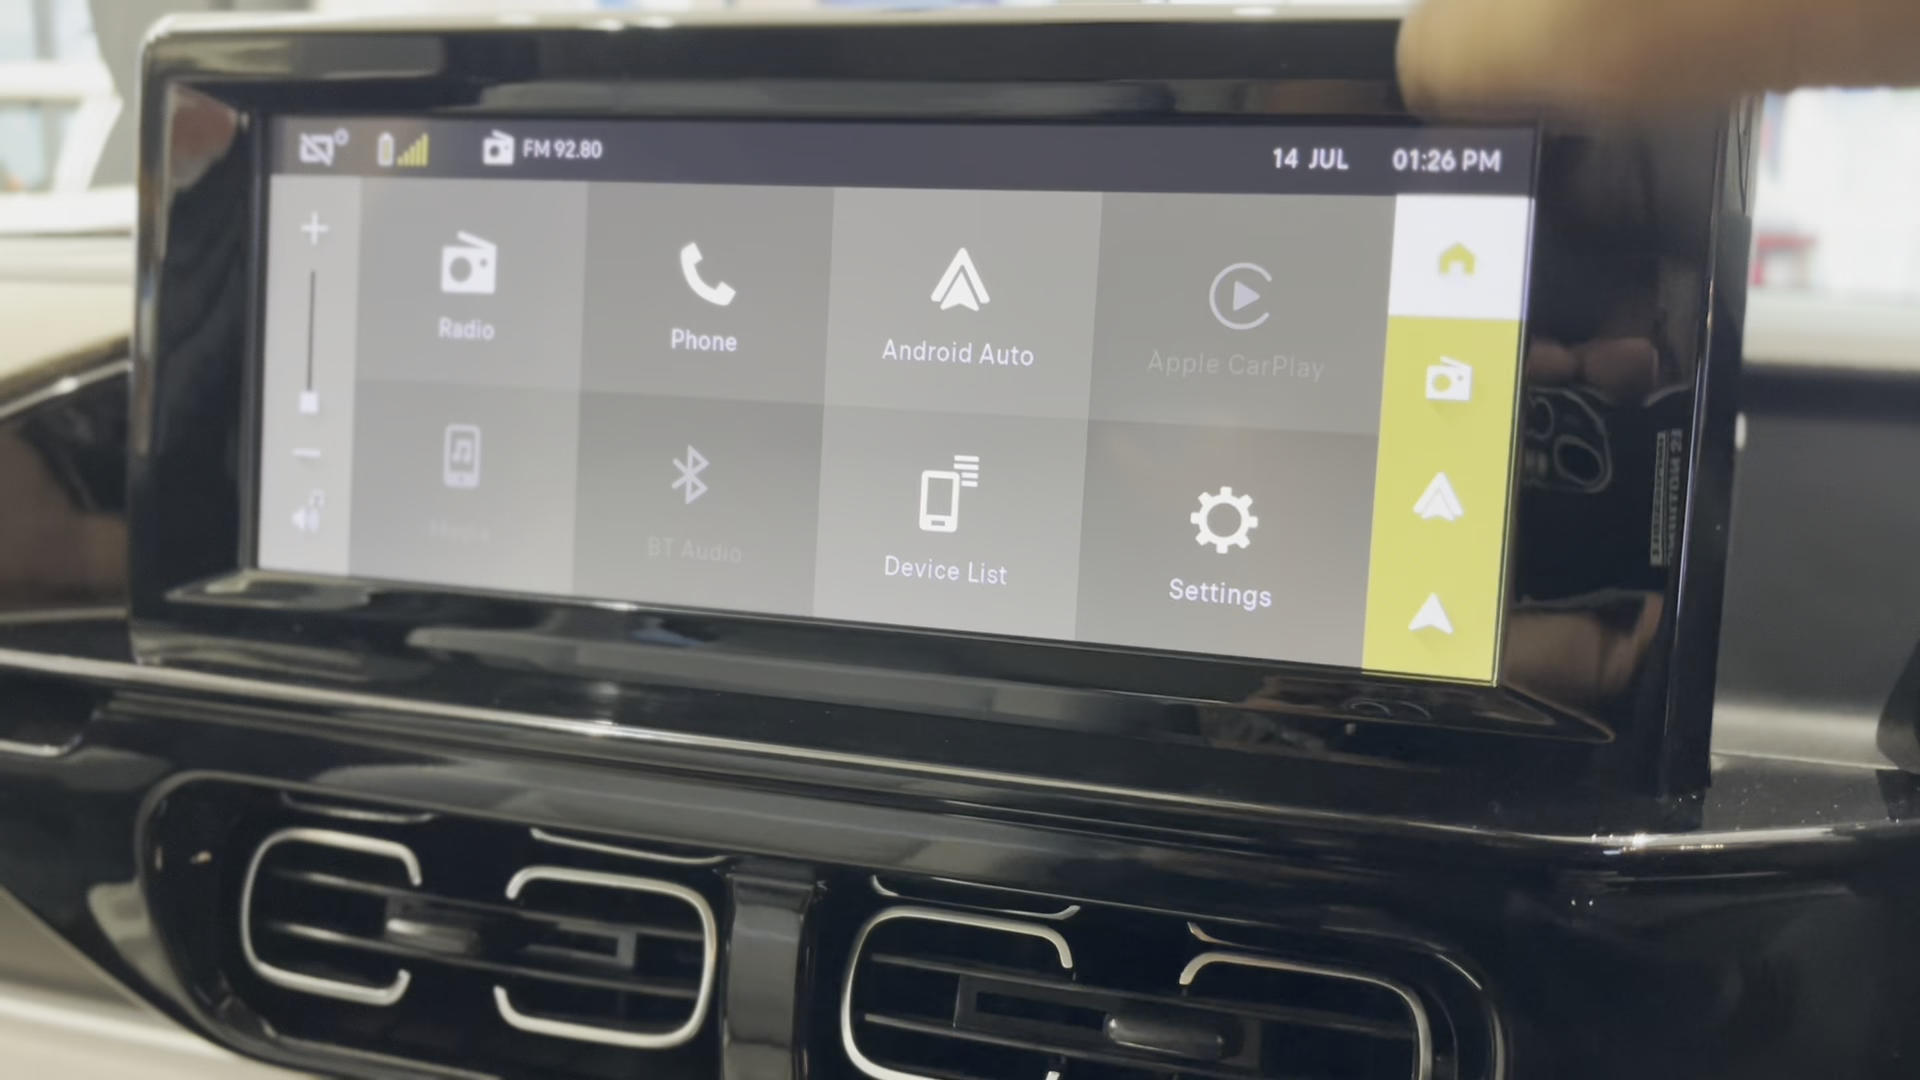 FM 92.80
14 JUL 01:26 PM
Radio
Phone
Android Auto
Apple CarPlay
Media
BT Audio
Device List
Settings